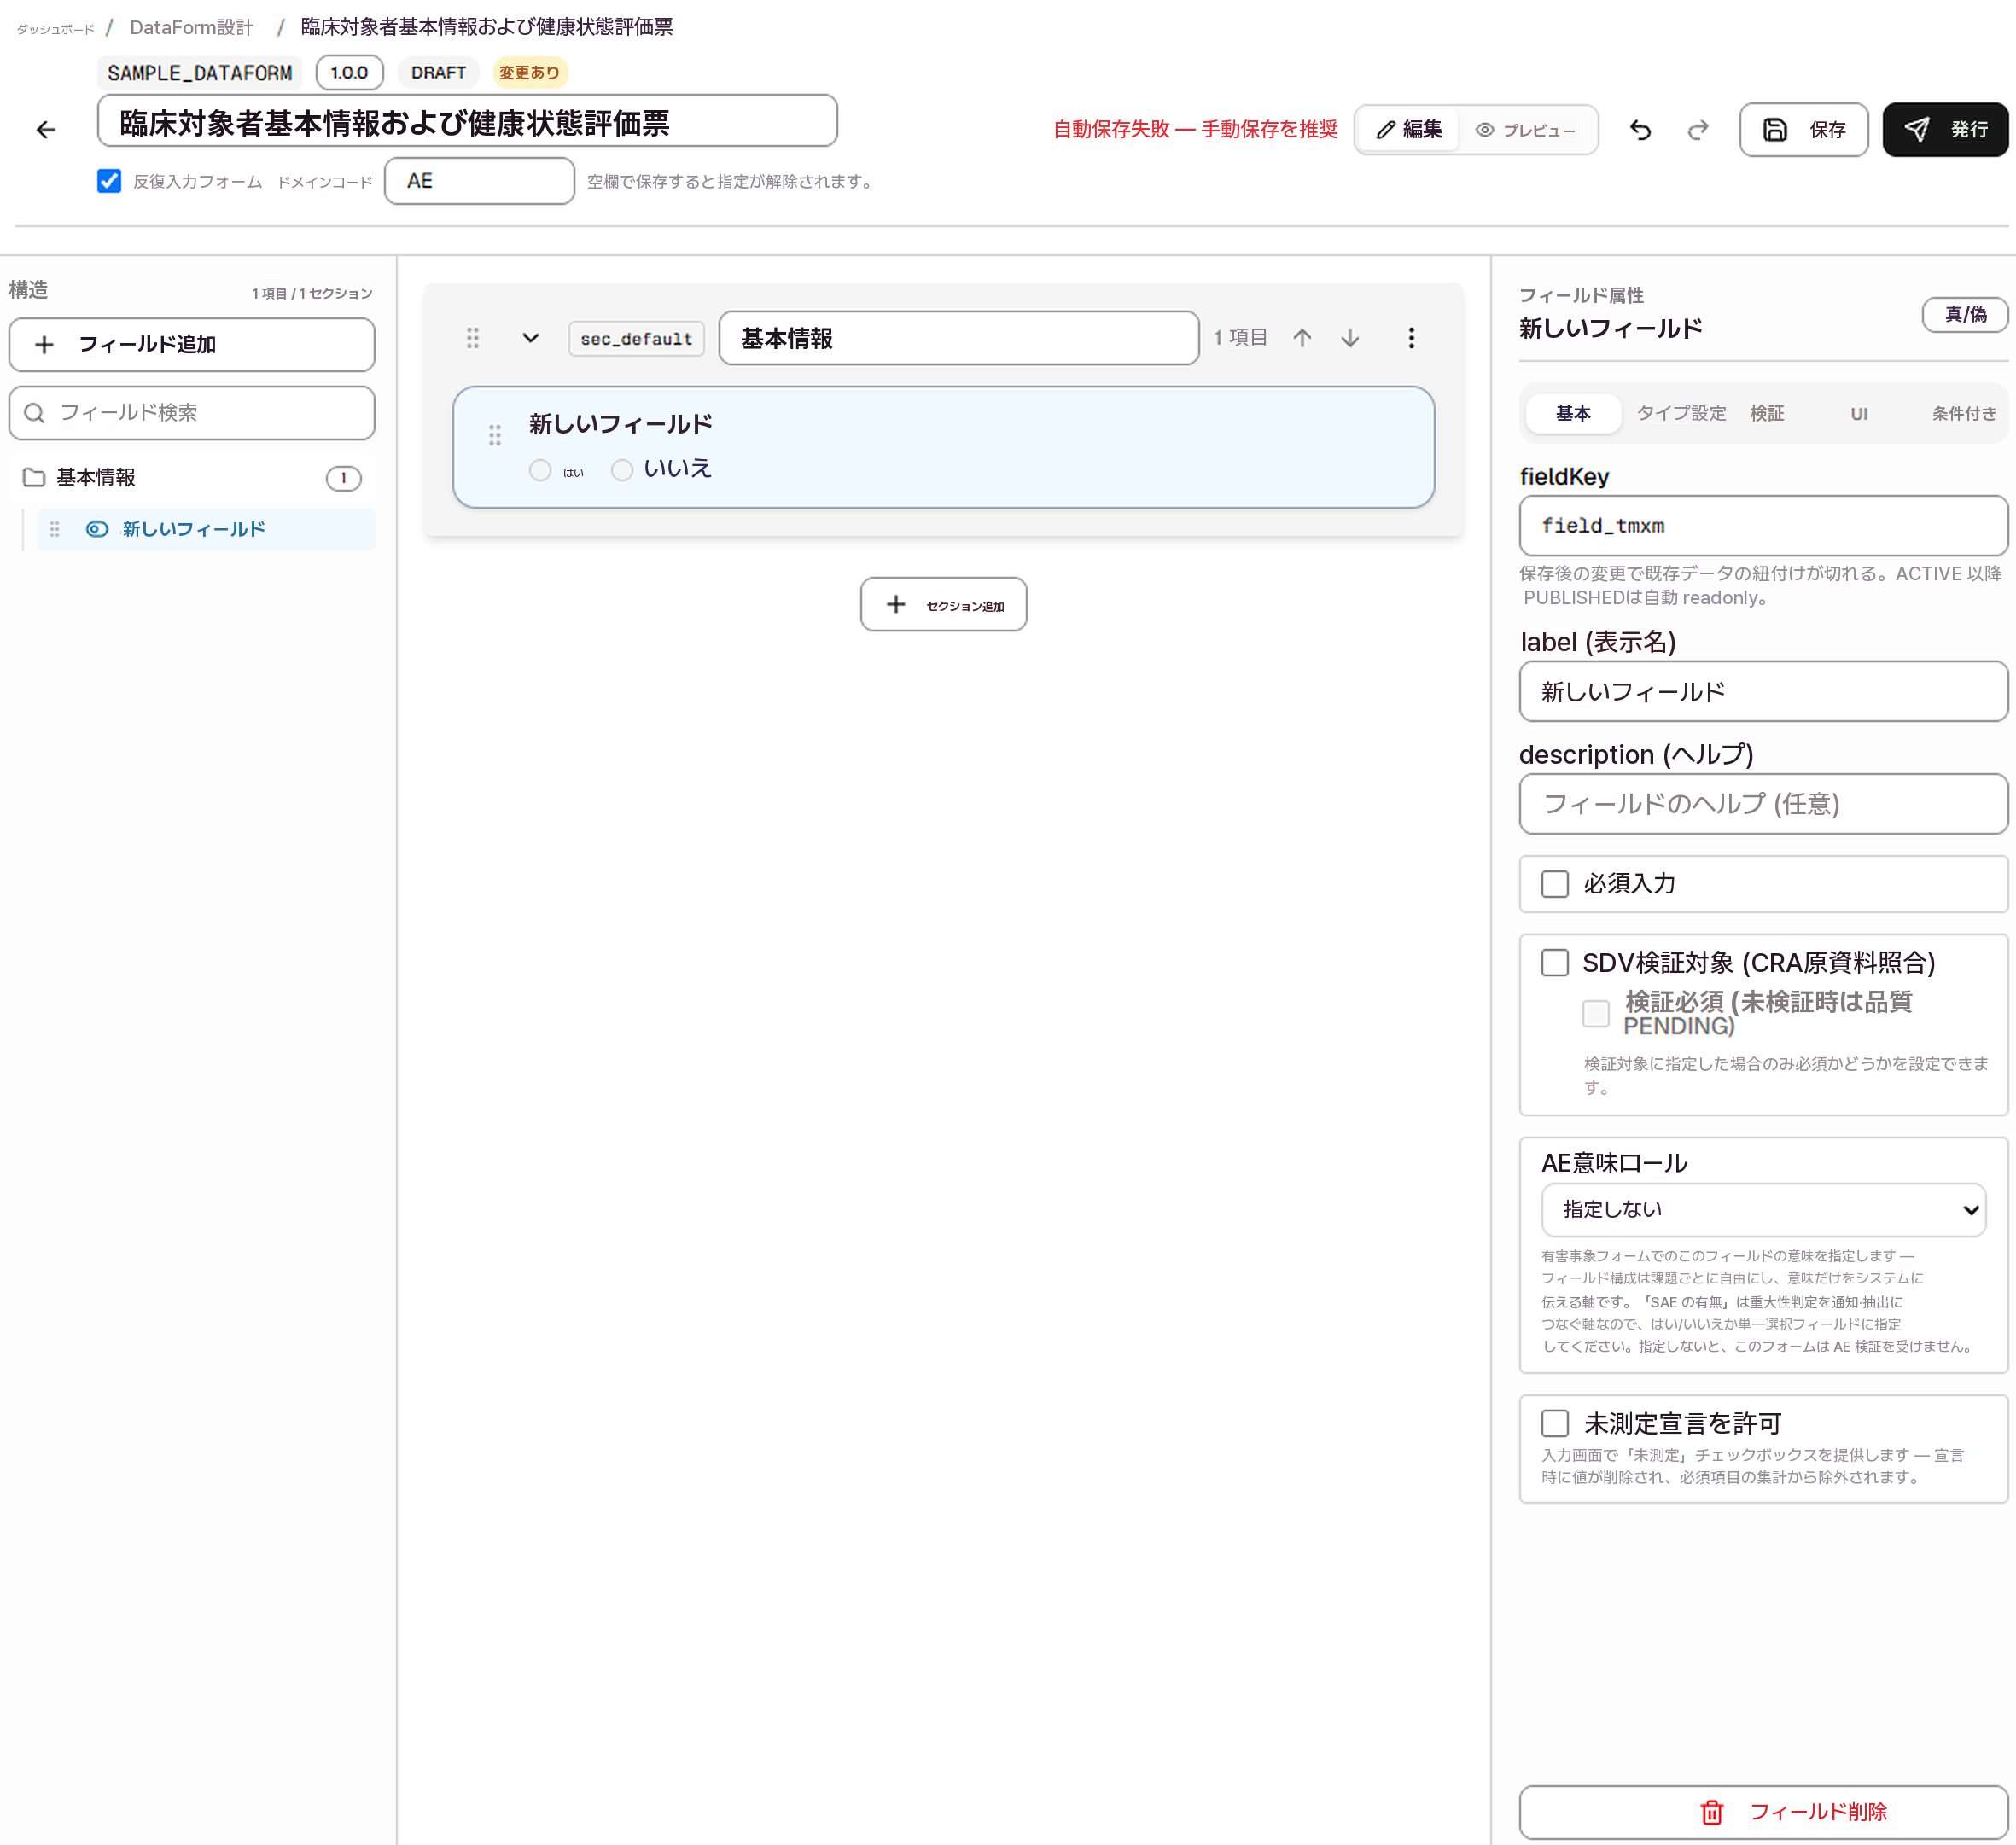 ダッシュボード / DataForm設計 / 臨床対象者基本情報および健康状態評価票
SAMPLE_DATAFORM 1.0.0 DRAFT 変更あり
臨床対象者基本情報および健康状態評価票
自動保存失敗 — 手動保存を推奨 編集 プレビュー 保存 発行
反復入力フォーム ドメインコード AE 空欄で保存すると指定が解除されます。
構造 1 項目 / 1 セクション
フィールド追加
フィールド検索
基本情報 1
新しいフィールド
sec_default 基本情報 1 項目
新しいフィールド
はい いいえ
セクション追加
フィールド属性
新しいフィールド 真/偽
基本 タイプ設定 検証 UI 条件付き
fieldKey
field_tmxm
保存後の変更で既存データの紐付けが切れる。ACTIVE 以降
PUBLISHEDは自動 readonly。
label (表示名)
新しいフィールド
description (ヘルプ)
フィールドのヘルプ (任意)
必須入力
SDV検証対象 (CRA原資料照合)
検証必須 (未検証時は品質
PENDING)
検証対象に指定した場合のみ必須かどうかを設定できま
す。
AE意味ロール
指定しない
有害事象フォームでのこのフィールドの意味を指定します —
フィールド構成は課題ごとに自由にし、意味だけをシステムに
伝える軸です。「SAE の有無」は重大性判定を通知·抽出に
つなぐ軸なので、はい/いいえか単一選択フィールドに指定
してください。指定しないと、このフォームは AE 検証を受けません。
未測定宣言を許可
入力画面で「未測定」チェックボックスを提供します — 宣言
時に値が削除され、必須項目の集計から除外されます。
フィールド削除